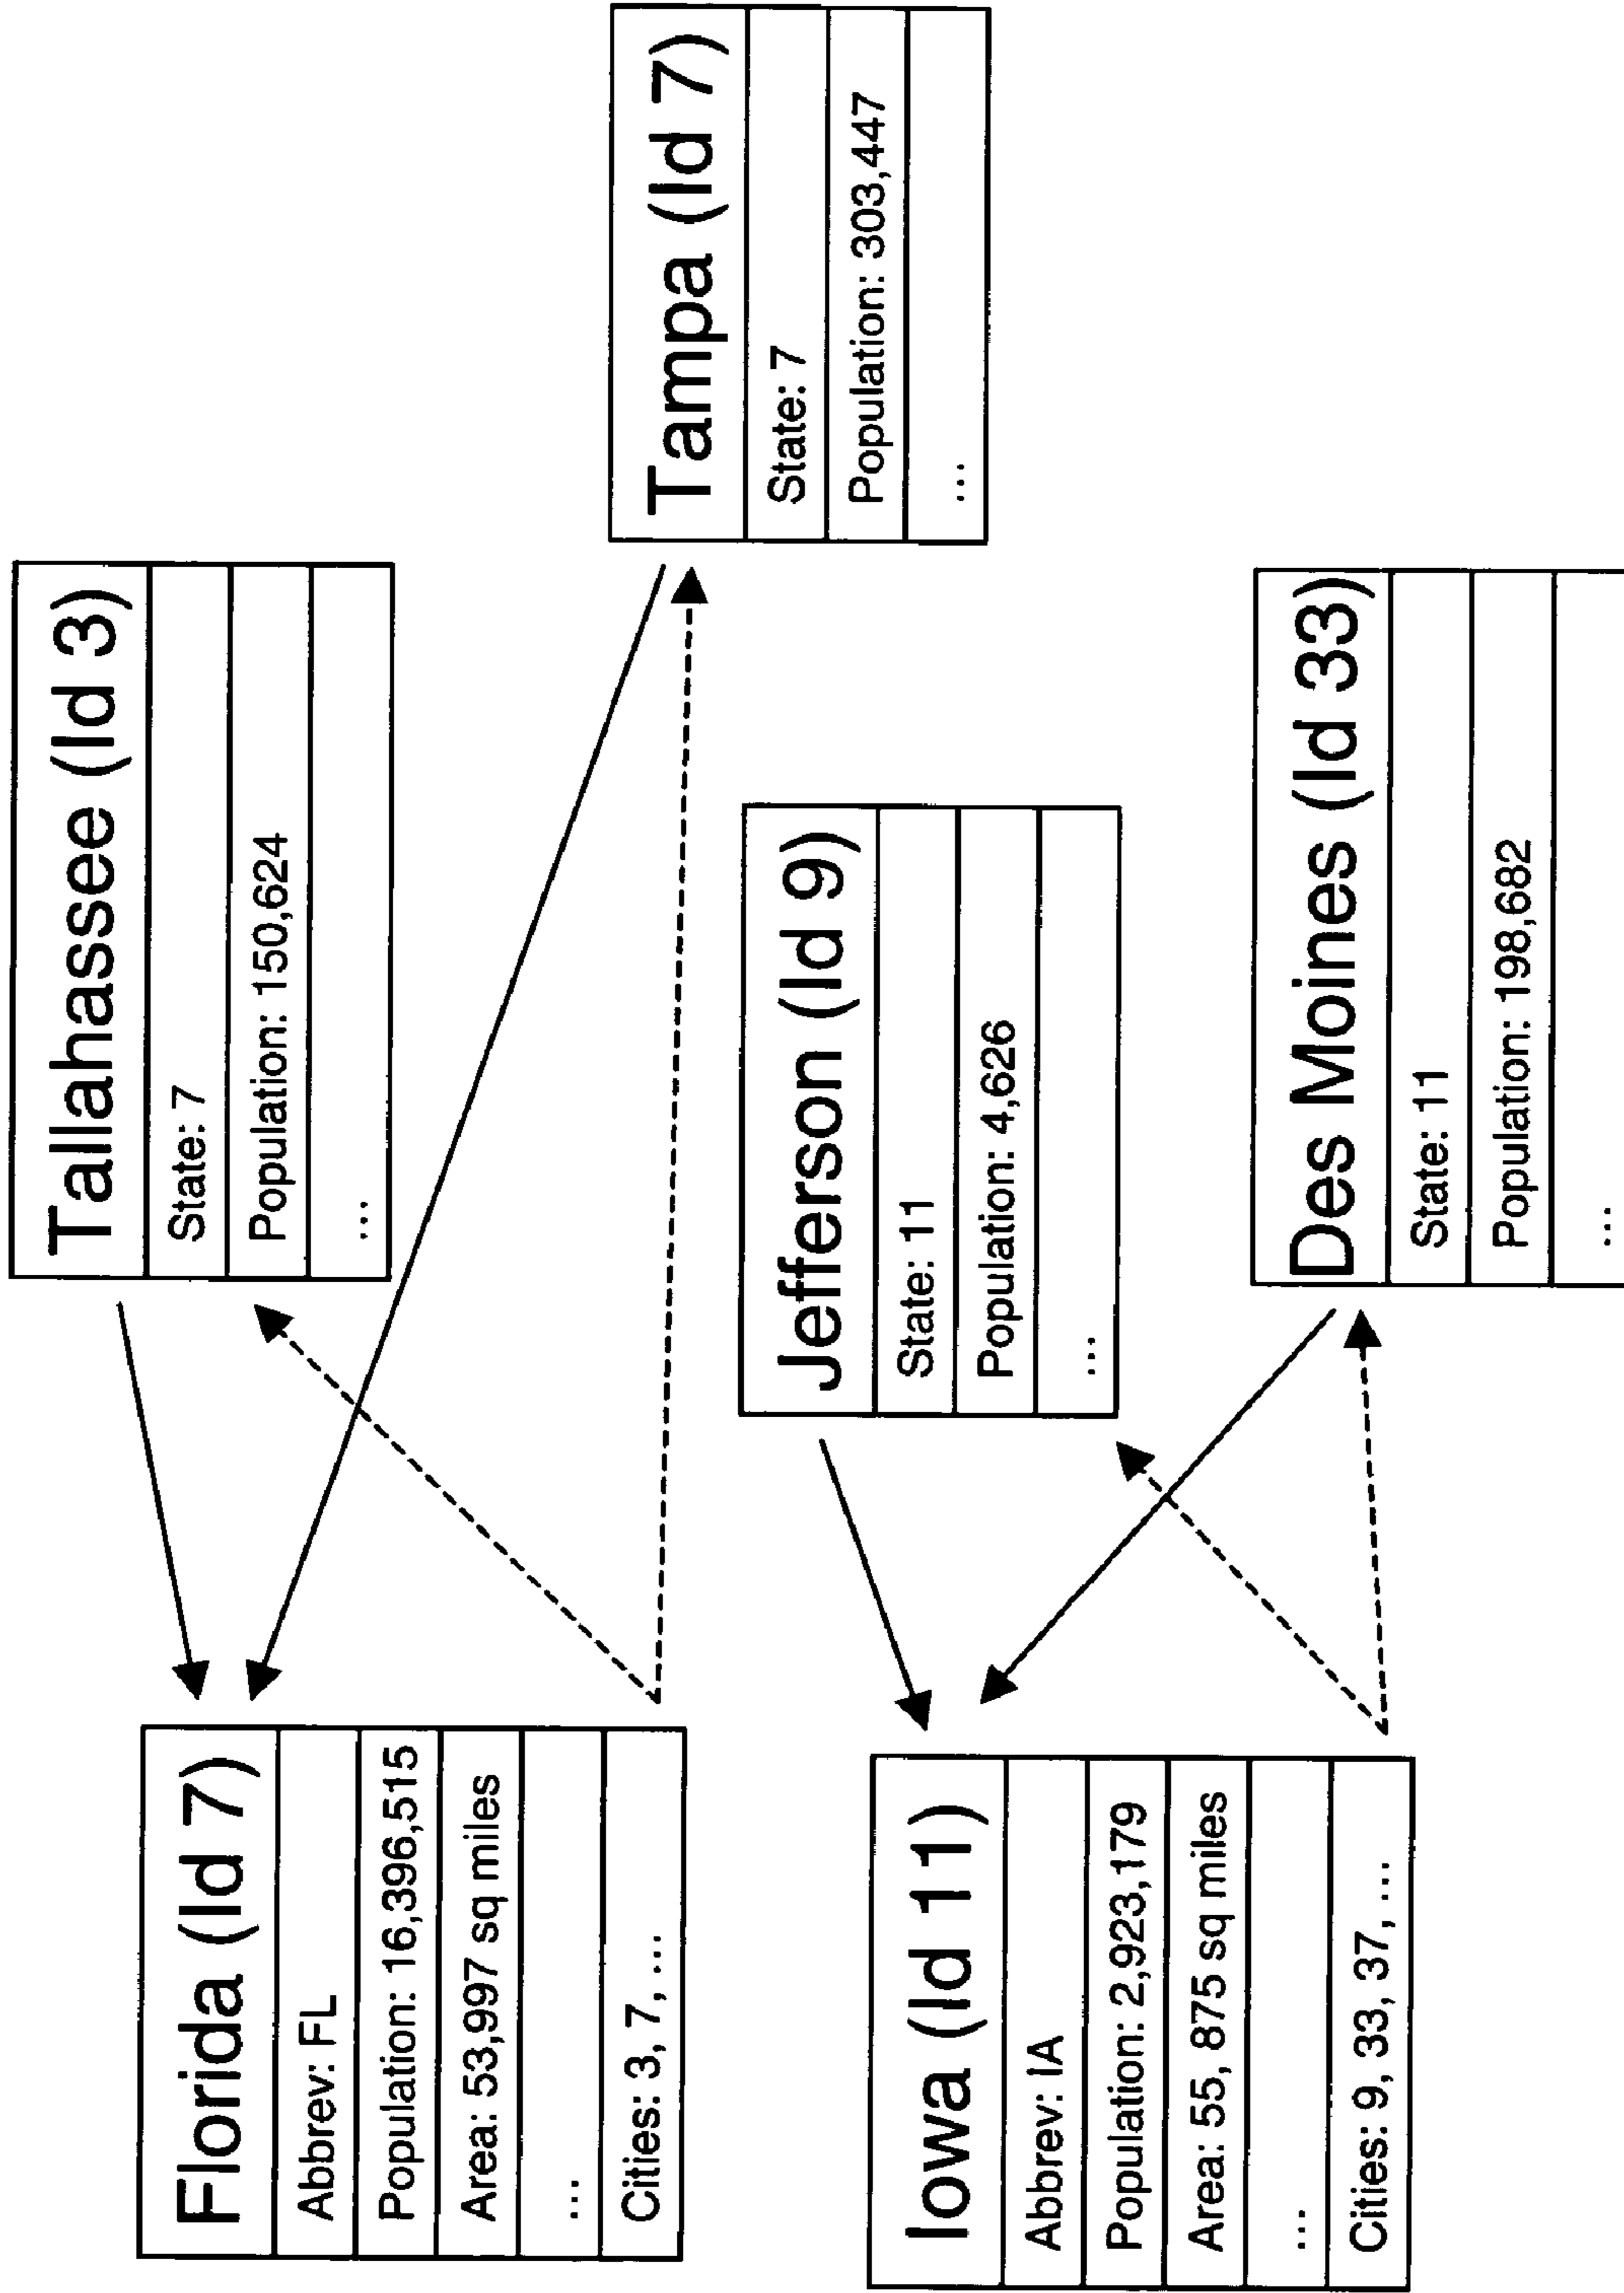 Florida (Id 7)
Abbrev: FL
Population: 16,396,515
Area: 53,997 sq miles
...
Cities: 3, 7, ...
Tallahassee (Id 3)
State: 7
Population: 150,624
...
Tampa (Id 7)
State: 7
Population: 303,447
...
Iowa (Id 11)
Abbrev: IA
Population: 2,923,179
Area: 55, 875 sq miles
...
Cities: 9, 33, 37, ...
Jefferson (Id 9)
State: 11
Population: 4,626
...
Des Moines (Id 33)
State: 11
Population: 198,682
...